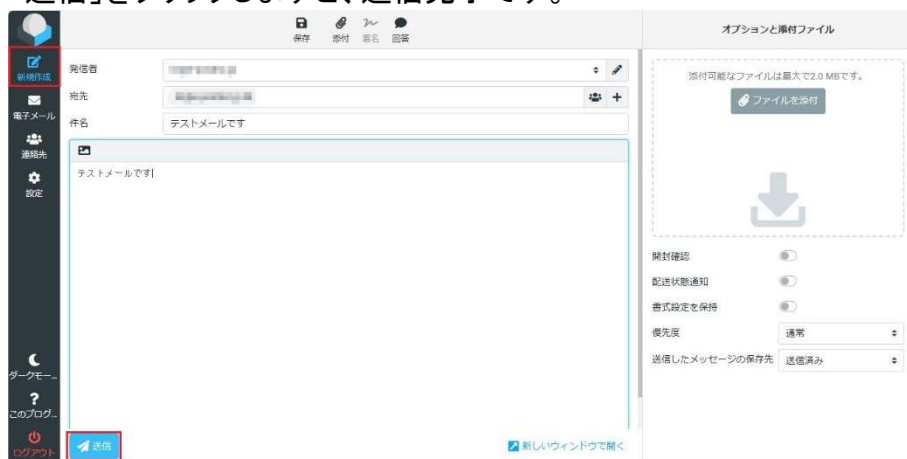 送信」をクリックしますと、送信完了です。
保存
添付
署名
回答
オプションと添付ファイル
新規作成
電子メール
連絡先
設定
ダークモー...
このプログ...
ログアウト
発信者
宛先
件名
テストメールです
テストメールです
送信
新しいウィンドウで開く
添付可能なファイルは最大で2.0 MBです。
ファイルを添付
開封確認
配送状態通知
書式設定を保持
優先度
通常
送信したメッセージの保存先
送信済み